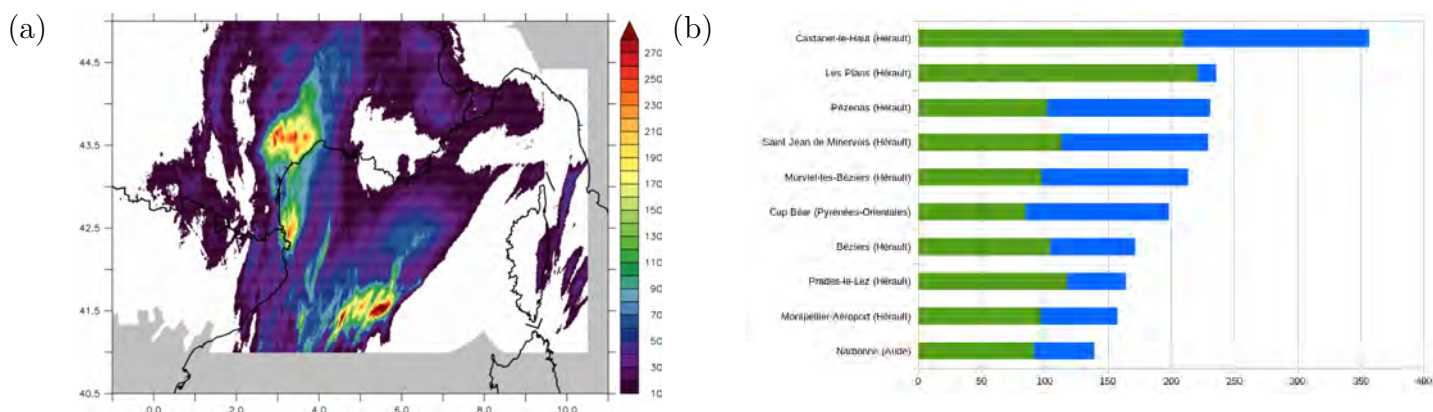 (a)
44.5
43.5
42.5
41.5
40.5
0.0 2.0 4.0 6.0 8.0 10.0
270
250
230
210
190
170
150
130
110
90
70
50
30
10
(b)
Castanet-le-Haut (Hérault)
Les Plans (Hérault)
Pézenas (Hérault)
Saint Jean de Minervois (Hérault)
Murviel-les-Béziers (Hérault)
Cap Béar (Pyrénées-Orientales)
Béziers (Hérault)
Prades-le-Lez (Hérault)
Montpellier-Aéroport (Hérault)
Narbonne (Aude)
0 50 100 150 200 250 300 350 400